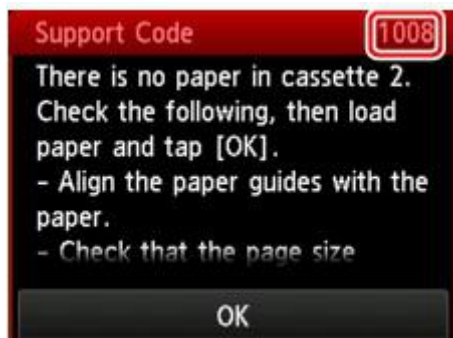 Support Code 1008
There is no paper in cassette 2.
Check the following, then load
paper and tap [OK].
- Align the paper guides with the
paper.
- Check that the page size
OK